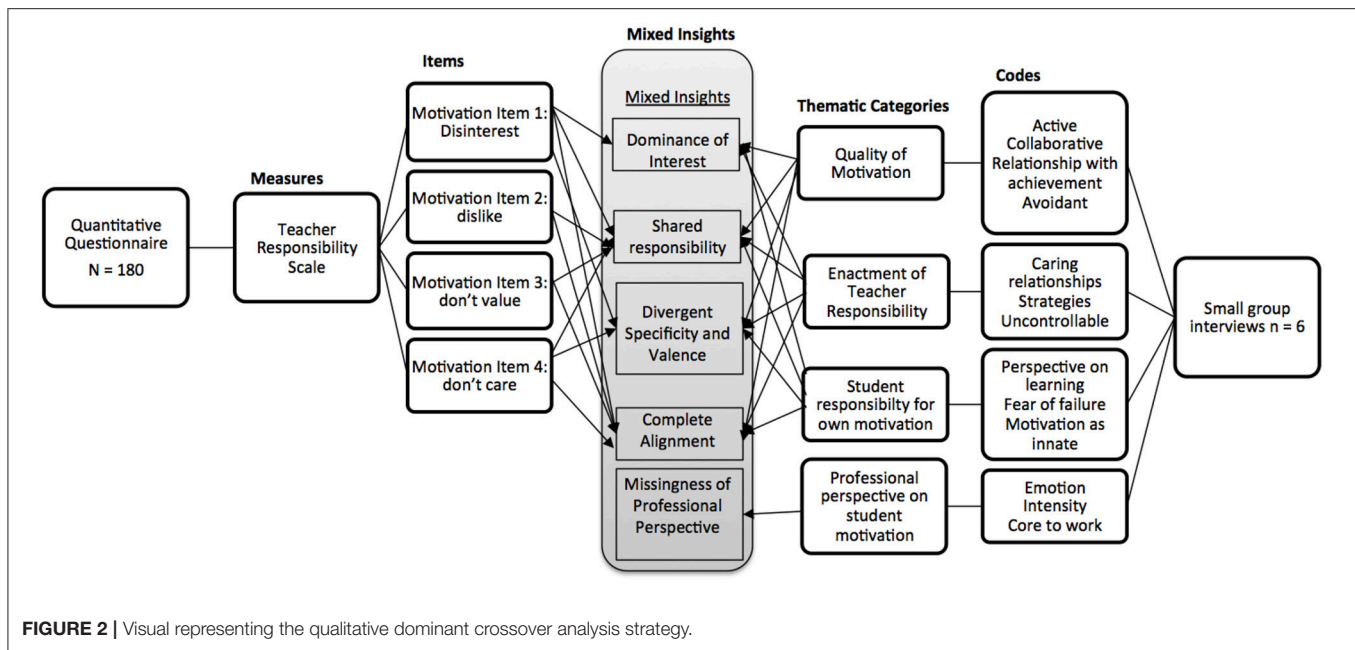 Mixed Insights
Items
Codes
Mixed Insights
Thematic Categories
Measures
Quantitative
Questionnaire
N = 180
Teacher
Responsibility
Scale
Motivation Item 1:
Disinterest
Motivation Item 2:
dislike
Motivation Item 3:
don't value
Motivation Item 4:
don't care
Dominance of
Interest
Shared
responsibility
Divergent
Specificity and
Valence
Complete
Alignment
Missingness of
Professional
Perspective
Quality of
Motivation
Enactment of
Teacher
Responsibility
Student
responsibilty for
own motivation
Professional
perspective on
student
motivation
Active
Collaborative
Relationship with
achievement
Avoidant
Caring
relationships
Strategies
Uncontrollable
Perspective on
learning
Fear of failure
Motivation as
innate
Emotion
Intensity
Core to work
Small group
interviews n = 6
FIGURE 2 | Visual representing the qualitative dominant crossover analysis strategy.